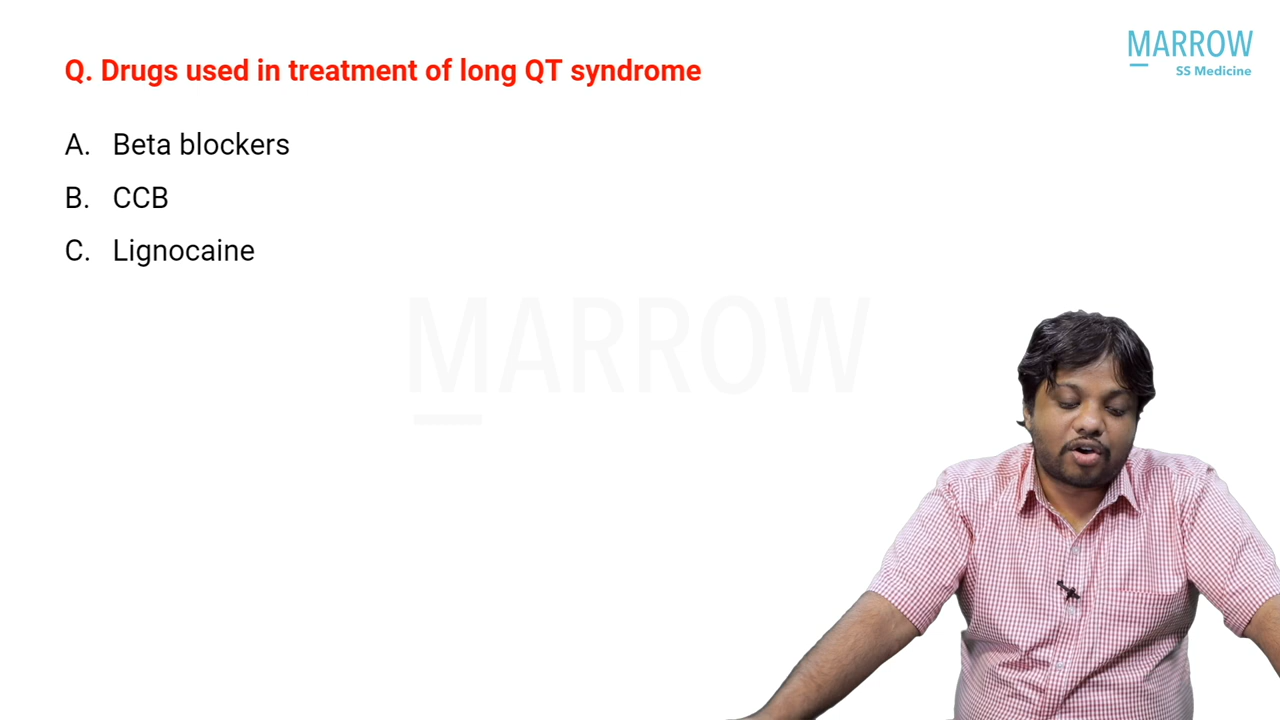 MARROW
SS Medicine
Q. Drugs used in treatment of long QT syndrome
A. Beta blockers
B. CCB
C. Lignocaine
MARROW